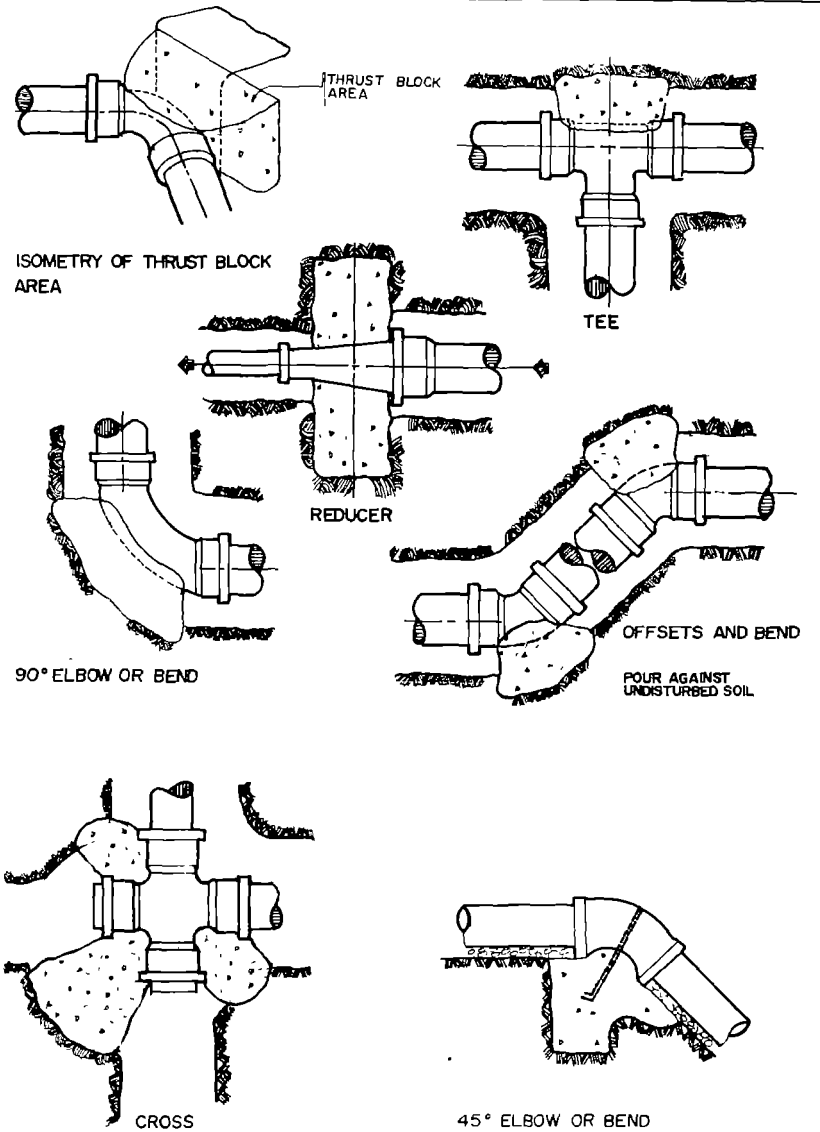 THRUST BLOCK
AREA
ISOMETRY OF THRUST BLOCK
AREA
TEE
REDUCER
90° ELBOW OR BEND
OFFSETS AND BEND
POUR AGAINST
UNDISTURBED SOIL
CROSS
45° ELBOW OR BEND